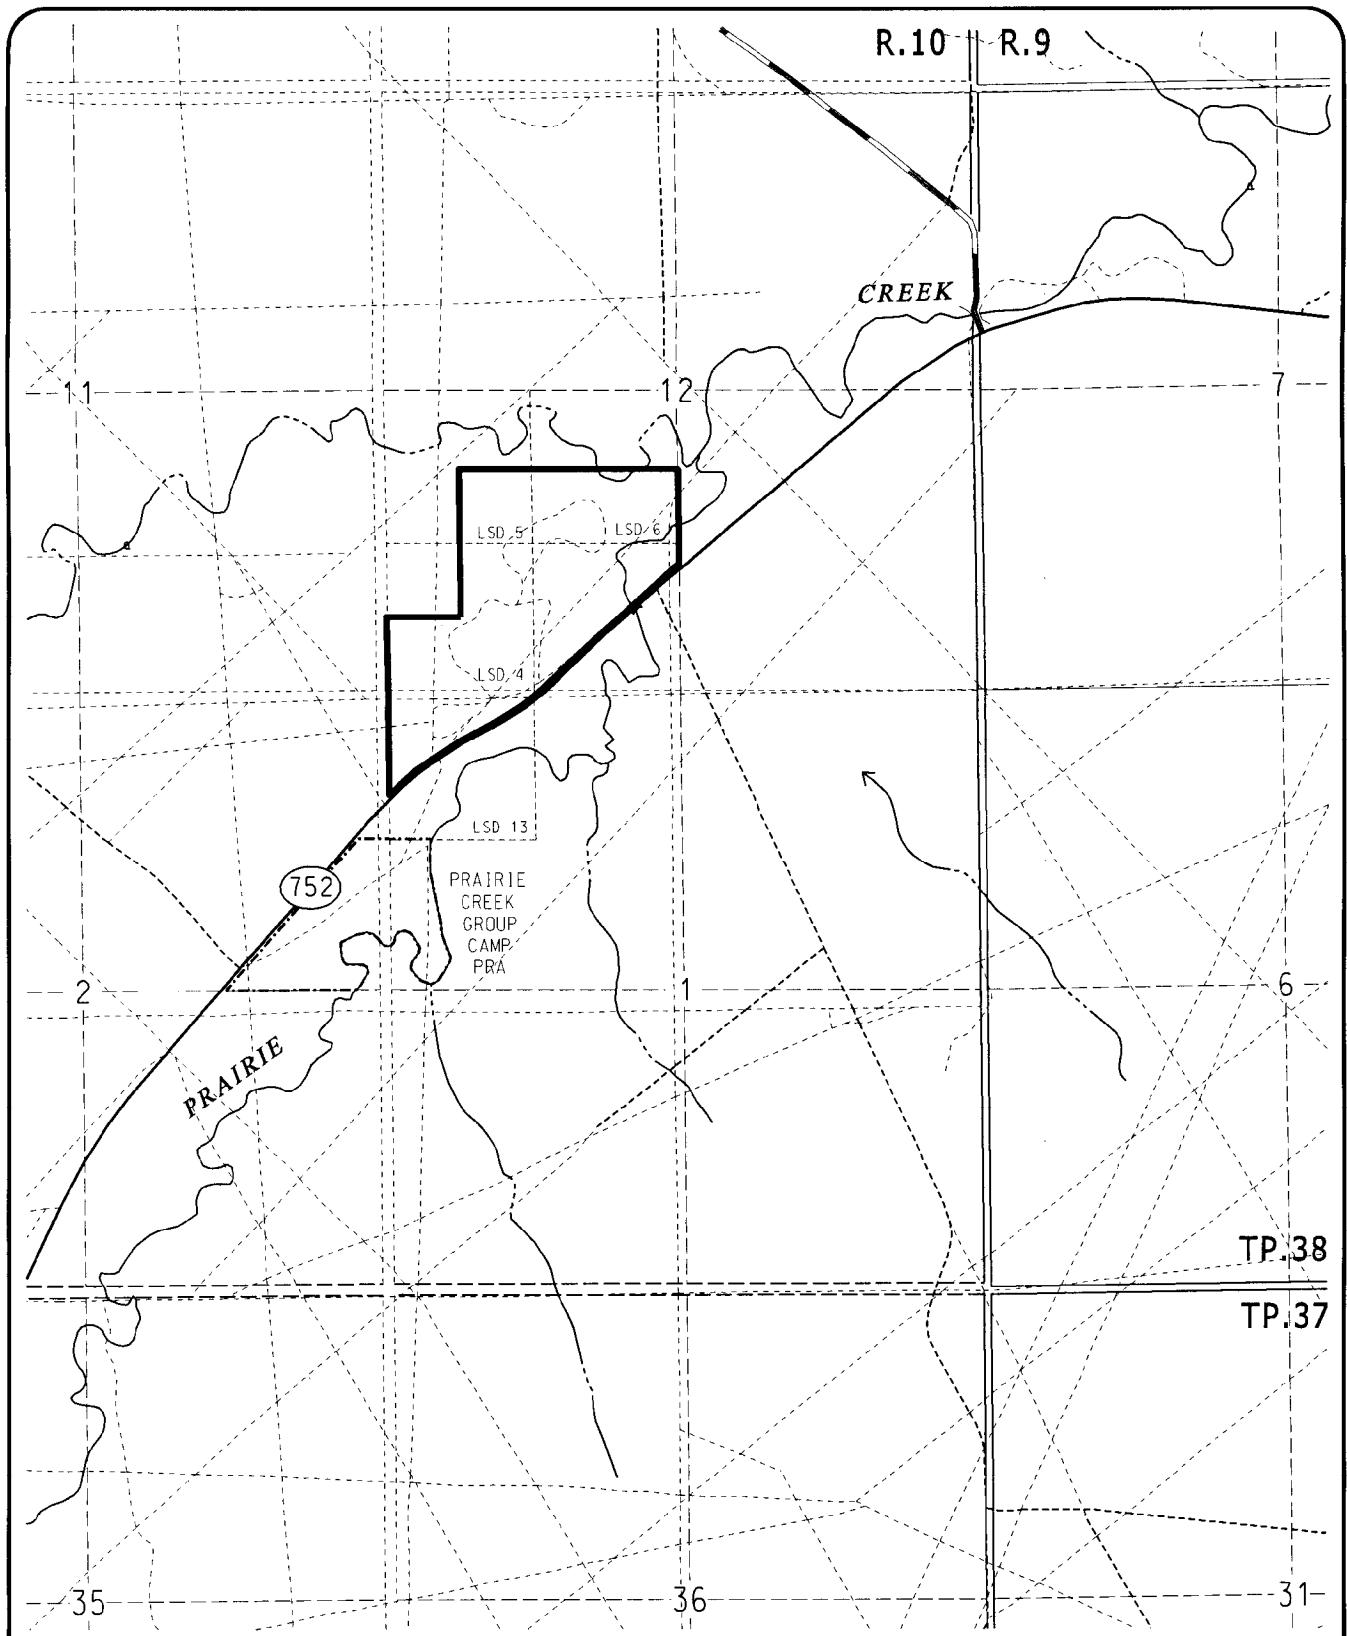 R.10 R.9
CREEK
11 12 7
LSD 5 LSD 6
LSD 4
LSD 13
752
PRAIRIE
CREEK
GROUP
CAMP
PRA
2 1 6
PRAIRIE
TP.38
TP.37
35 36 31